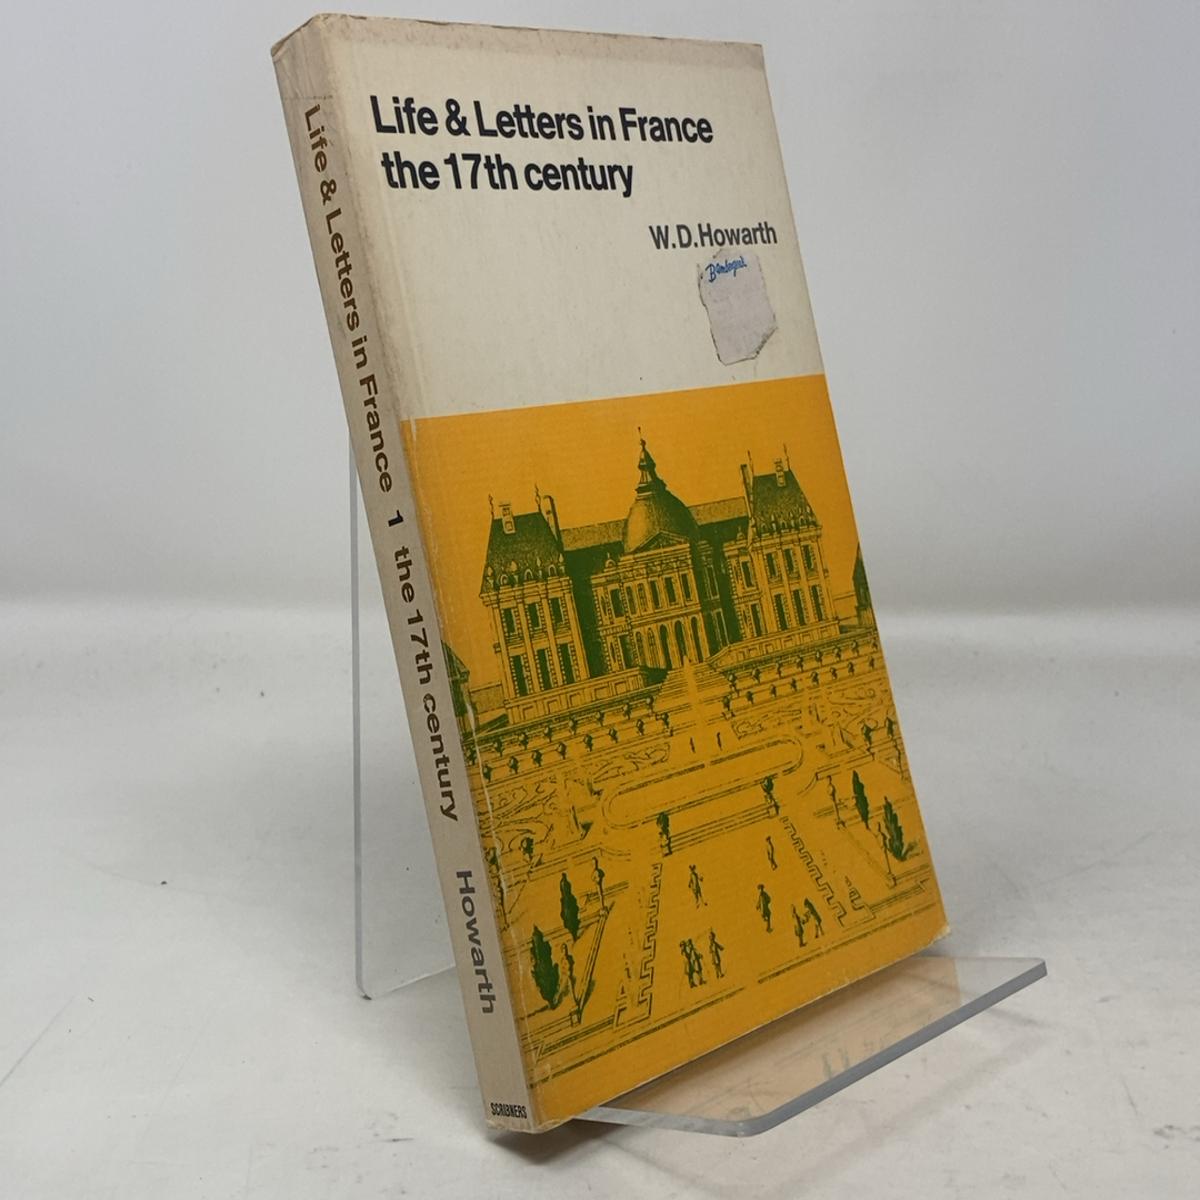 Life & Letters in France
the 17th century
W.D.Howarth
Life & Letters in France 1 the 17th century Howarth
SCRIBNERS